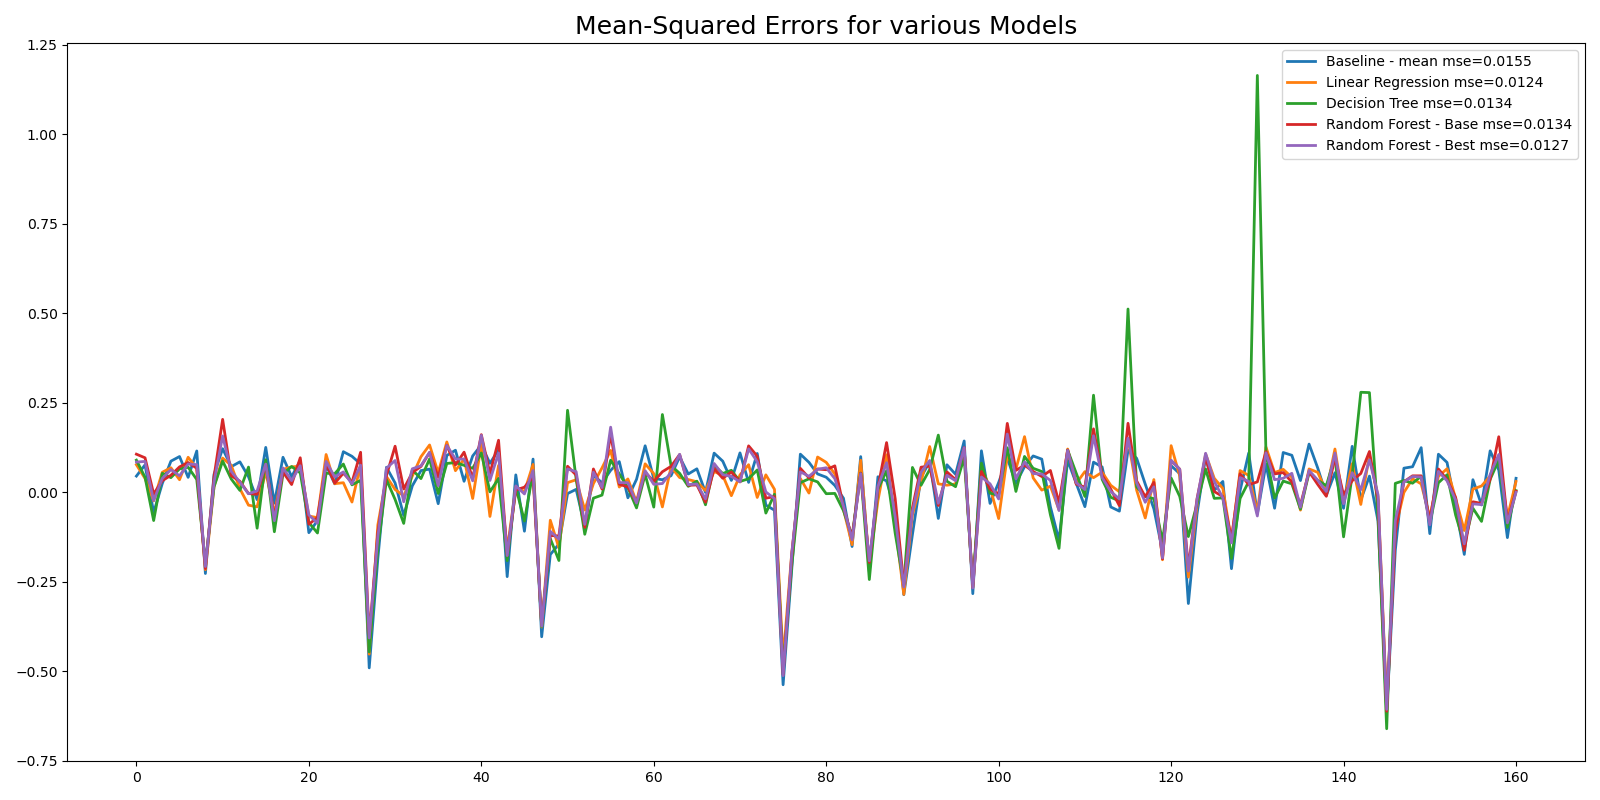 Mean-Squared Errors for various Models
1.25
1.00
0.75
0.50
0.25
0.00
−0.25
−0.50
−0.75
Baseline - mean mse=0.0155
Linear Regression mse=0.0124
Decision Tree mse=0.0134
Random Forest - Base mse=0.0134
Random Forest - Best mse=0.0127
0 20 40 60 80 100 120 140 160